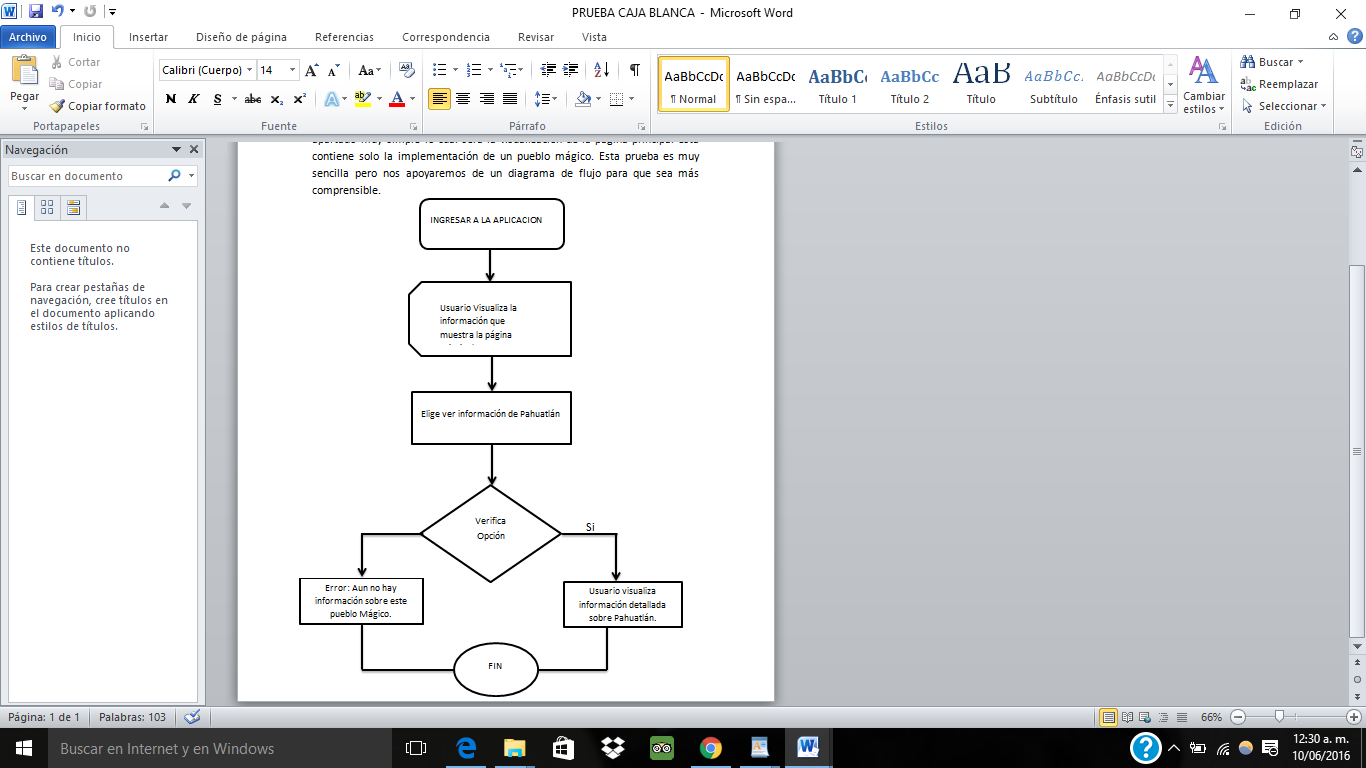 PRUEBA CAJA BLANCA - Microsoft Word
Archivo Inicio Insertar Diseño de página Referencias Correspondencia Revisar Vista
Pegar
Cortar
Copiar
Copiar formato
Portapapeles
Calibri (Cuerpo) 14
N K S abc x₂ x²
Fuente
Párrafo
AaBbCcDc
¶ Normal
AaBbCcDc
¶ Sin espa...
AaBbCc
Título 1
AaBbCc
Título 2
AaB
Título
AaBbCc.
Subtítulo
AaBbCcDc
Énfasis sutil
Cambiar
estilos
Estilos
Buscar
Reemplazar
Seleccionar
Edición
Navegación
Buscar en documento
Este documento no
contiene títulos.
Para crear pestañas de
navegación, cree títulos en
el documento aplicando
estilos de títulos.
contiene solo la implementación de un pueblo mágico. Esta prueba es muy
sencilla pero nos apoyaremos de un diagrama de flujo para que sea más
comprensible.
INGRESAR A LA APLICACION
Usuario Visualiza la
información que
muestra la página
Elige ver información de Pahuatlán
Verifica
Opción
Si
Error: Aun no hay
información sobre este
pueblo Mágico.
Usuario visualiza
información detallada
sobre Pahuatlán.
FIN
Página: 1 de 1 Palabras: 103
66%
Buscar en Internet y en Windows
12:30 a. m.
10/06/2016